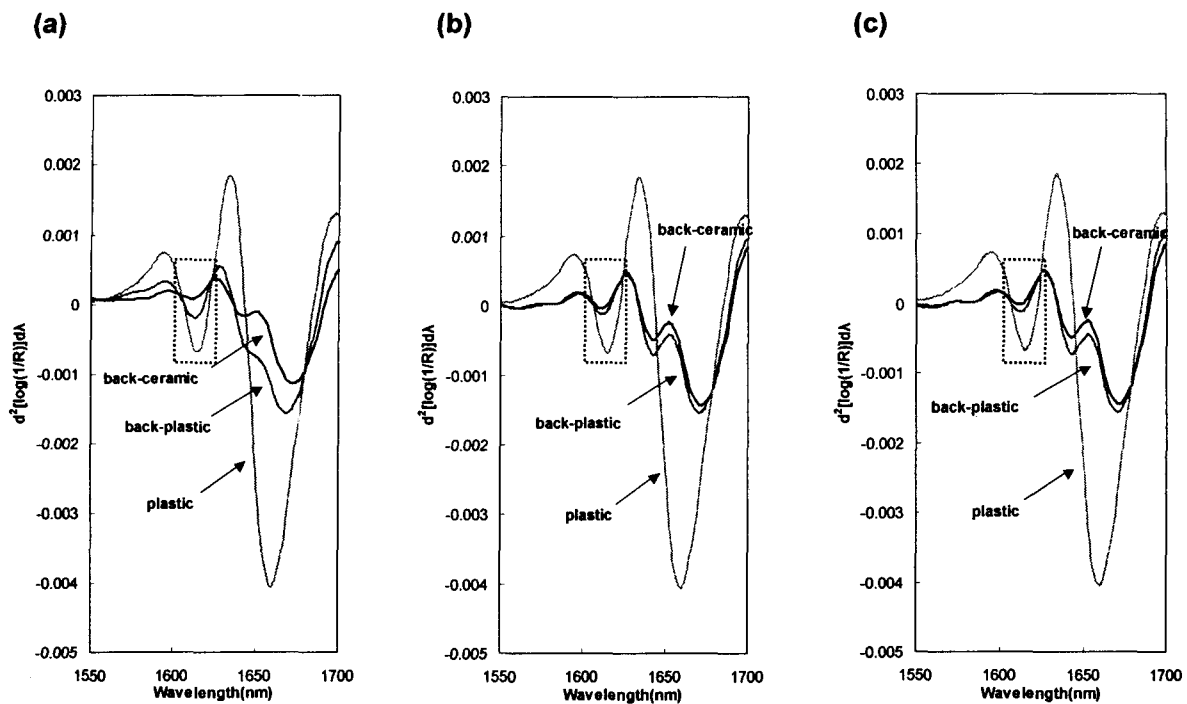 (a)
0.003
0.002
0.001
0
-0.001
-0.002
-0.003
-0.004
-0.005
d²[log(1/R)]dλ
back-ceramic
back-plastic
plastic
1550
1600
1650
1700
Wavelength(nm)
(b)
0.003
0.002
0.001
0
-0.001
-0.002
-0.003
-0.004
-0.005
d²[log(1/R)]dλ
back-ceramic
back-plastic
plastic
1550
1600
1650
1700
Wavelength(nm)
(c)
0.003
0.002
0.001
0
-0.001
-0.002
-0.003
-0.004
-0.005
d²[log(1/R)]dλ
back-ceramic
back-plastic
plastic
1550
1600
1650
1700
Wavelength(nm)